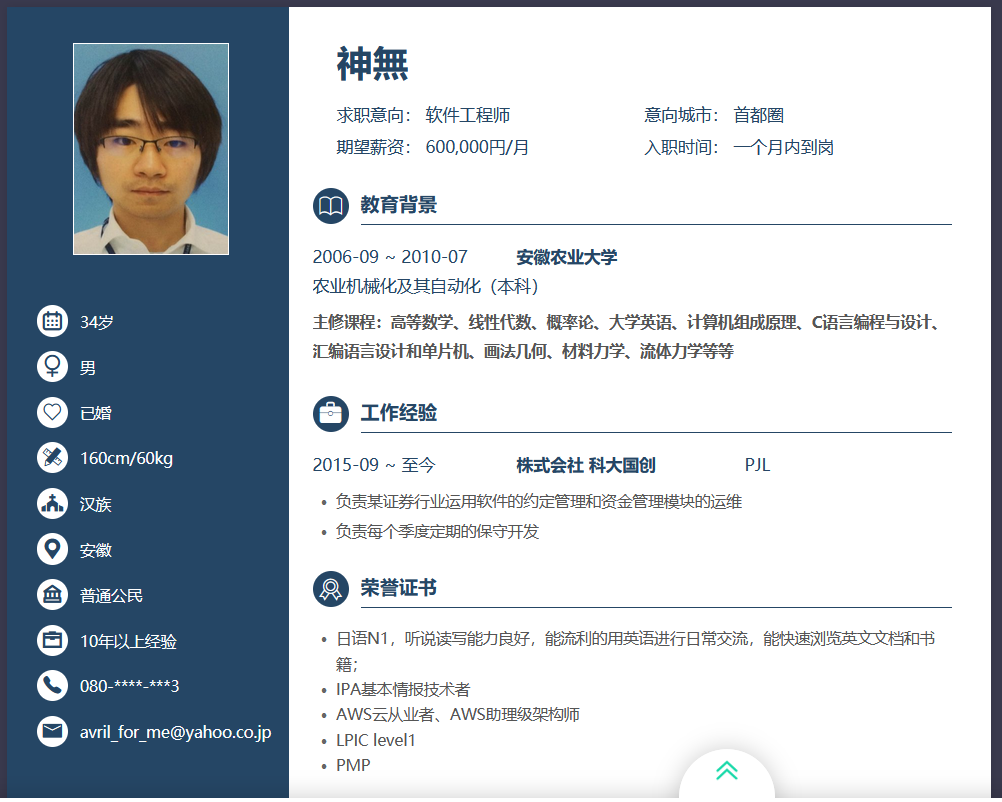 神無
求职意向： 软件工程师
意向城市： 首都圈
期望薪资： 600,000円/月
入职时间： 一个月内到岗
34岁
男
已婚
160cm/60kg
汉族
安徽
普通公民
10年以上经验
080-****-***3
avril_for_me@yahoo.co.jp
教育背景
2006-09 ~ 2010-07 安徽农业大学
农业机械化及其自动化（本科）
主修课程：高等数学、线性代数、概率论、大学英语、计算机组成原理、C语言编程与设计、
汇编语言设计和单片机、画法几何、材料力学、流体力学等等
工作经验
2015-09 ~ 至今 株式会社 科大国创 PJL
• 负责某证券行业运用软件的约定管理和资金管理模块的运维
• 负责每个季度定期的保守开发
荣誉证书
• 日语N1，听说读写能力良好，能流利的用英语进行日常交流，能快速浏览英文文档和书
籍；
• IPA基本情报技术者
• AWS云从业者、AWS助理级架构师
• LPIC level1
• PMP